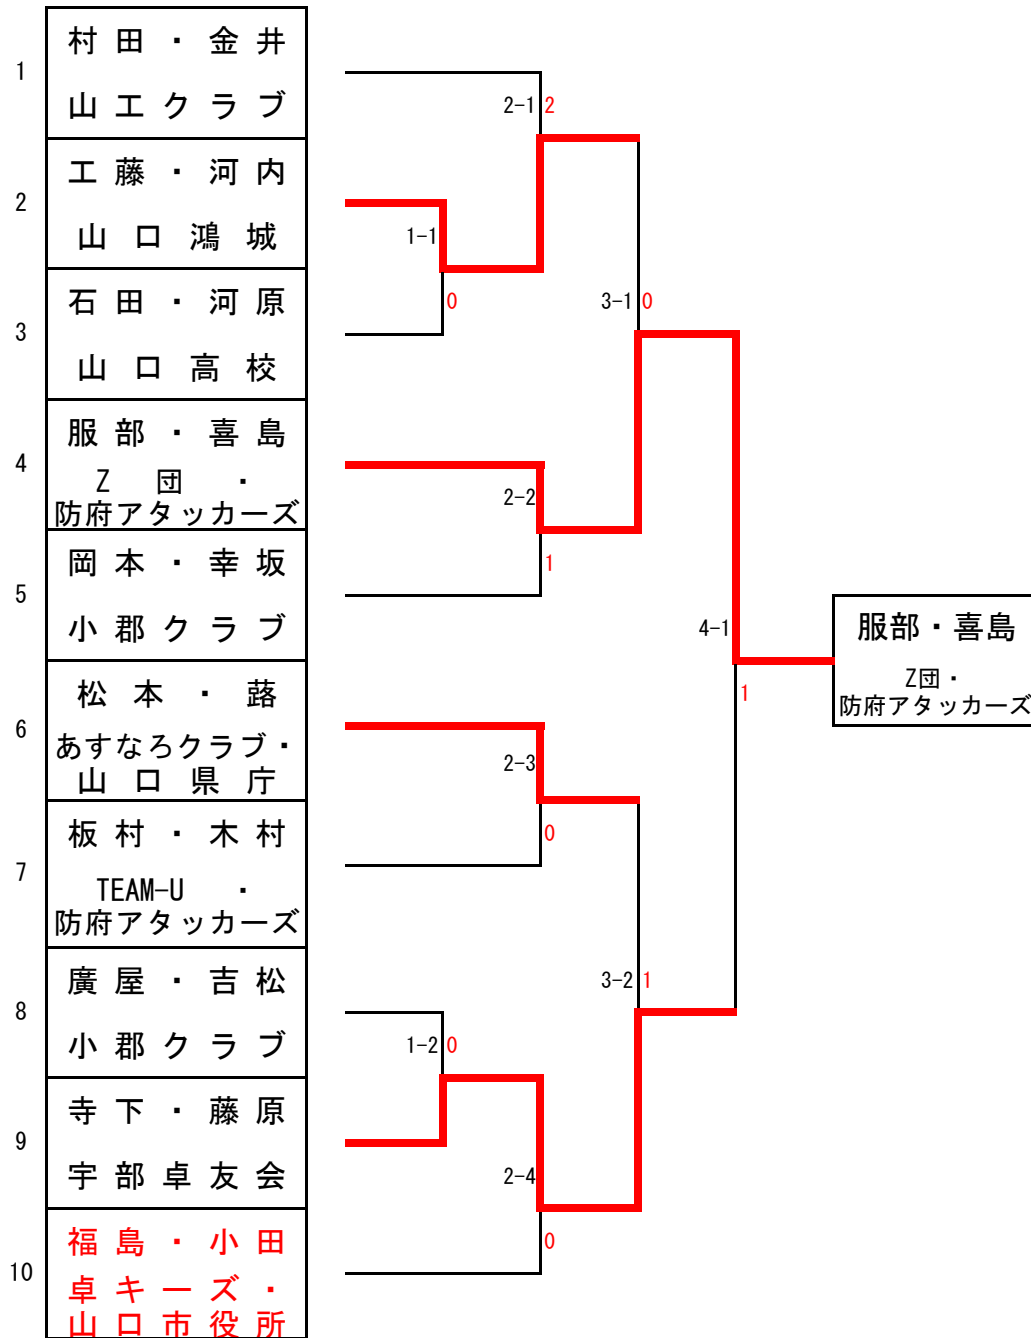 1
村田・金井
山工クラブ
2
工藤・河内
山口鴻城
3
石田・河原
山口高校
4
服部・喜島
Z団・
防府アタッカーズ
5
岡本・幸坂
小郡クラブ
6
松本・蕗
あすなろクラブ・
山口県庁
7
板村・木村
TEAM-U・
防府アタッカーズ
8
廣屋・吉松
小郡クラブ
9
寺下・藤原
宇部卓友会
10
福島・小田
卓キーズ・
山口市役所
1-1
0
1-2
0
2-1
2
2-2
1
2-3
0
2-4
0
3-1
0
3-2
1
4-1
1
服部・喜島
Z団・
防府アタッカーズ